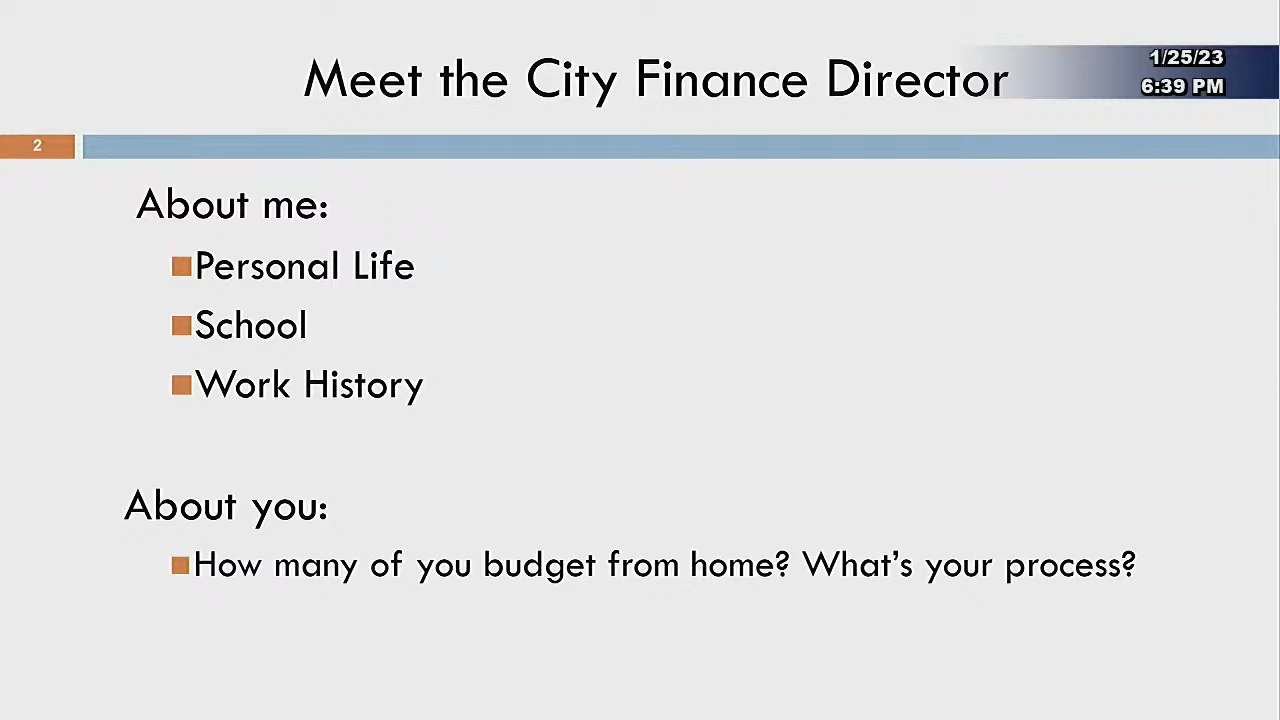 Meet the City Finance Director
1/25/23
6:39 PM
2
About me:
Personal Life
School
Work History
About you:
How many of you budget from home? What's your process?